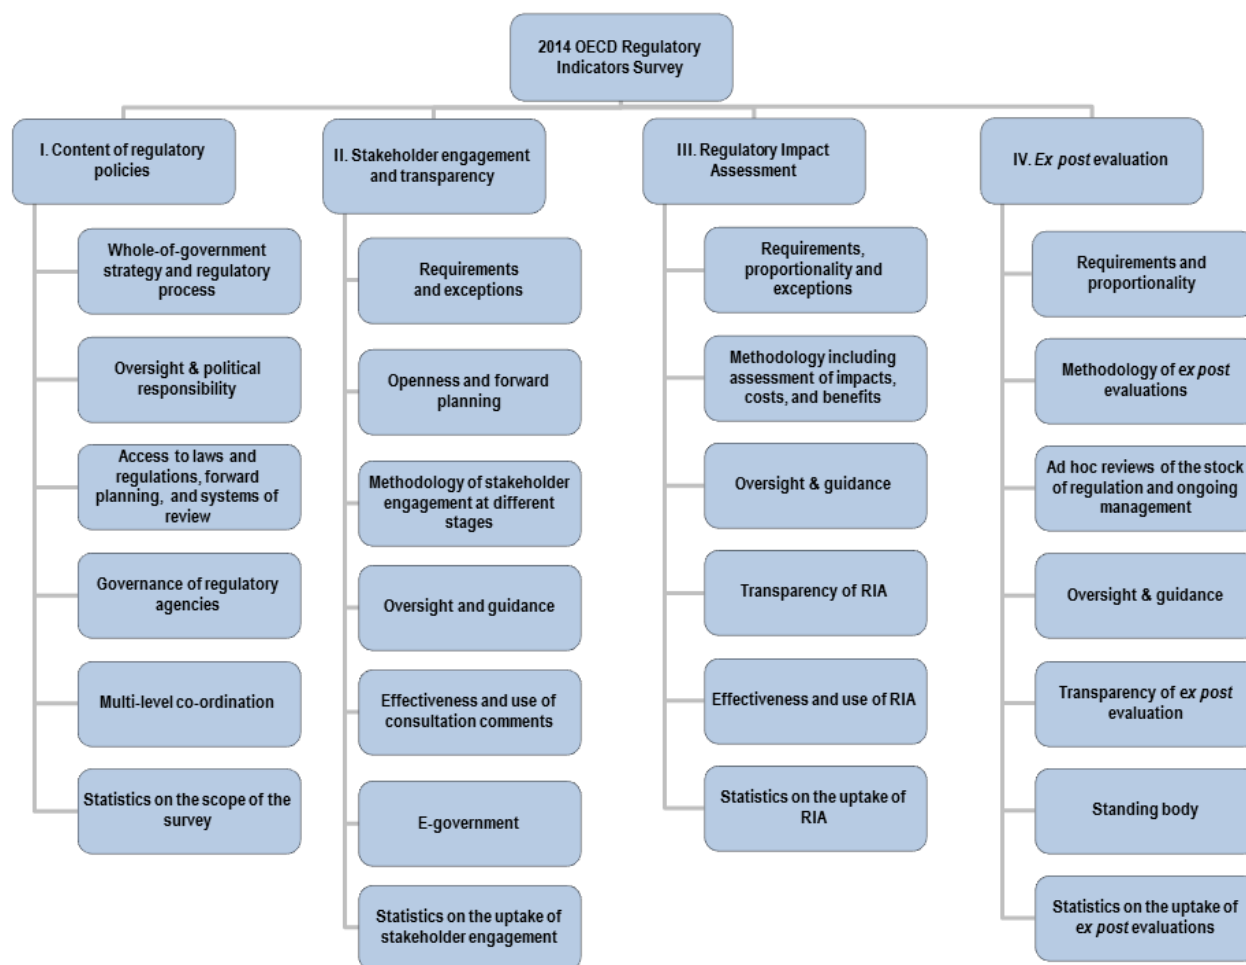 2014 OECD Regulatory
Indicators Survey
I. Content of regulatory
policies
Whole-of-government
strategy and regulatory
process
Oversight & political
responsibility
Access to laws and
regulations, forward
planning, and systems of
review
Governance of regulatory
agencies
Multi-level co-ordination
Statistics on the scope of the
survey
II. Stakeholder engagement
and transparency
Requirements
and exceptions
Openness and forward
planning
Methodology of stakeholder
engagement at different
stages
Oversight and guidance
Effectiveness and use of
consultation comments
E-government
Statistics on the uptake of
stakeholder engagement
III. Regulatory Impact
Assessment
Requirements,
proportionality and
exceptions
Methodology including
assessment of impacts,
costs, and benefits
Oversight & guidance
Transparency of RIA
Effectiveness and use of RIA
Statistics on the uptake of
RIA
IV. Ex post evaluation
Requirements and
proportionality
Methodology of ex post
evaluations
Ad hoc reviews of the stock
of regulation and ongoing
management
Oversight & guidance
Transparency of ex post
evaluation
Standing body
Statistics on the uptake of
ex post evaluations